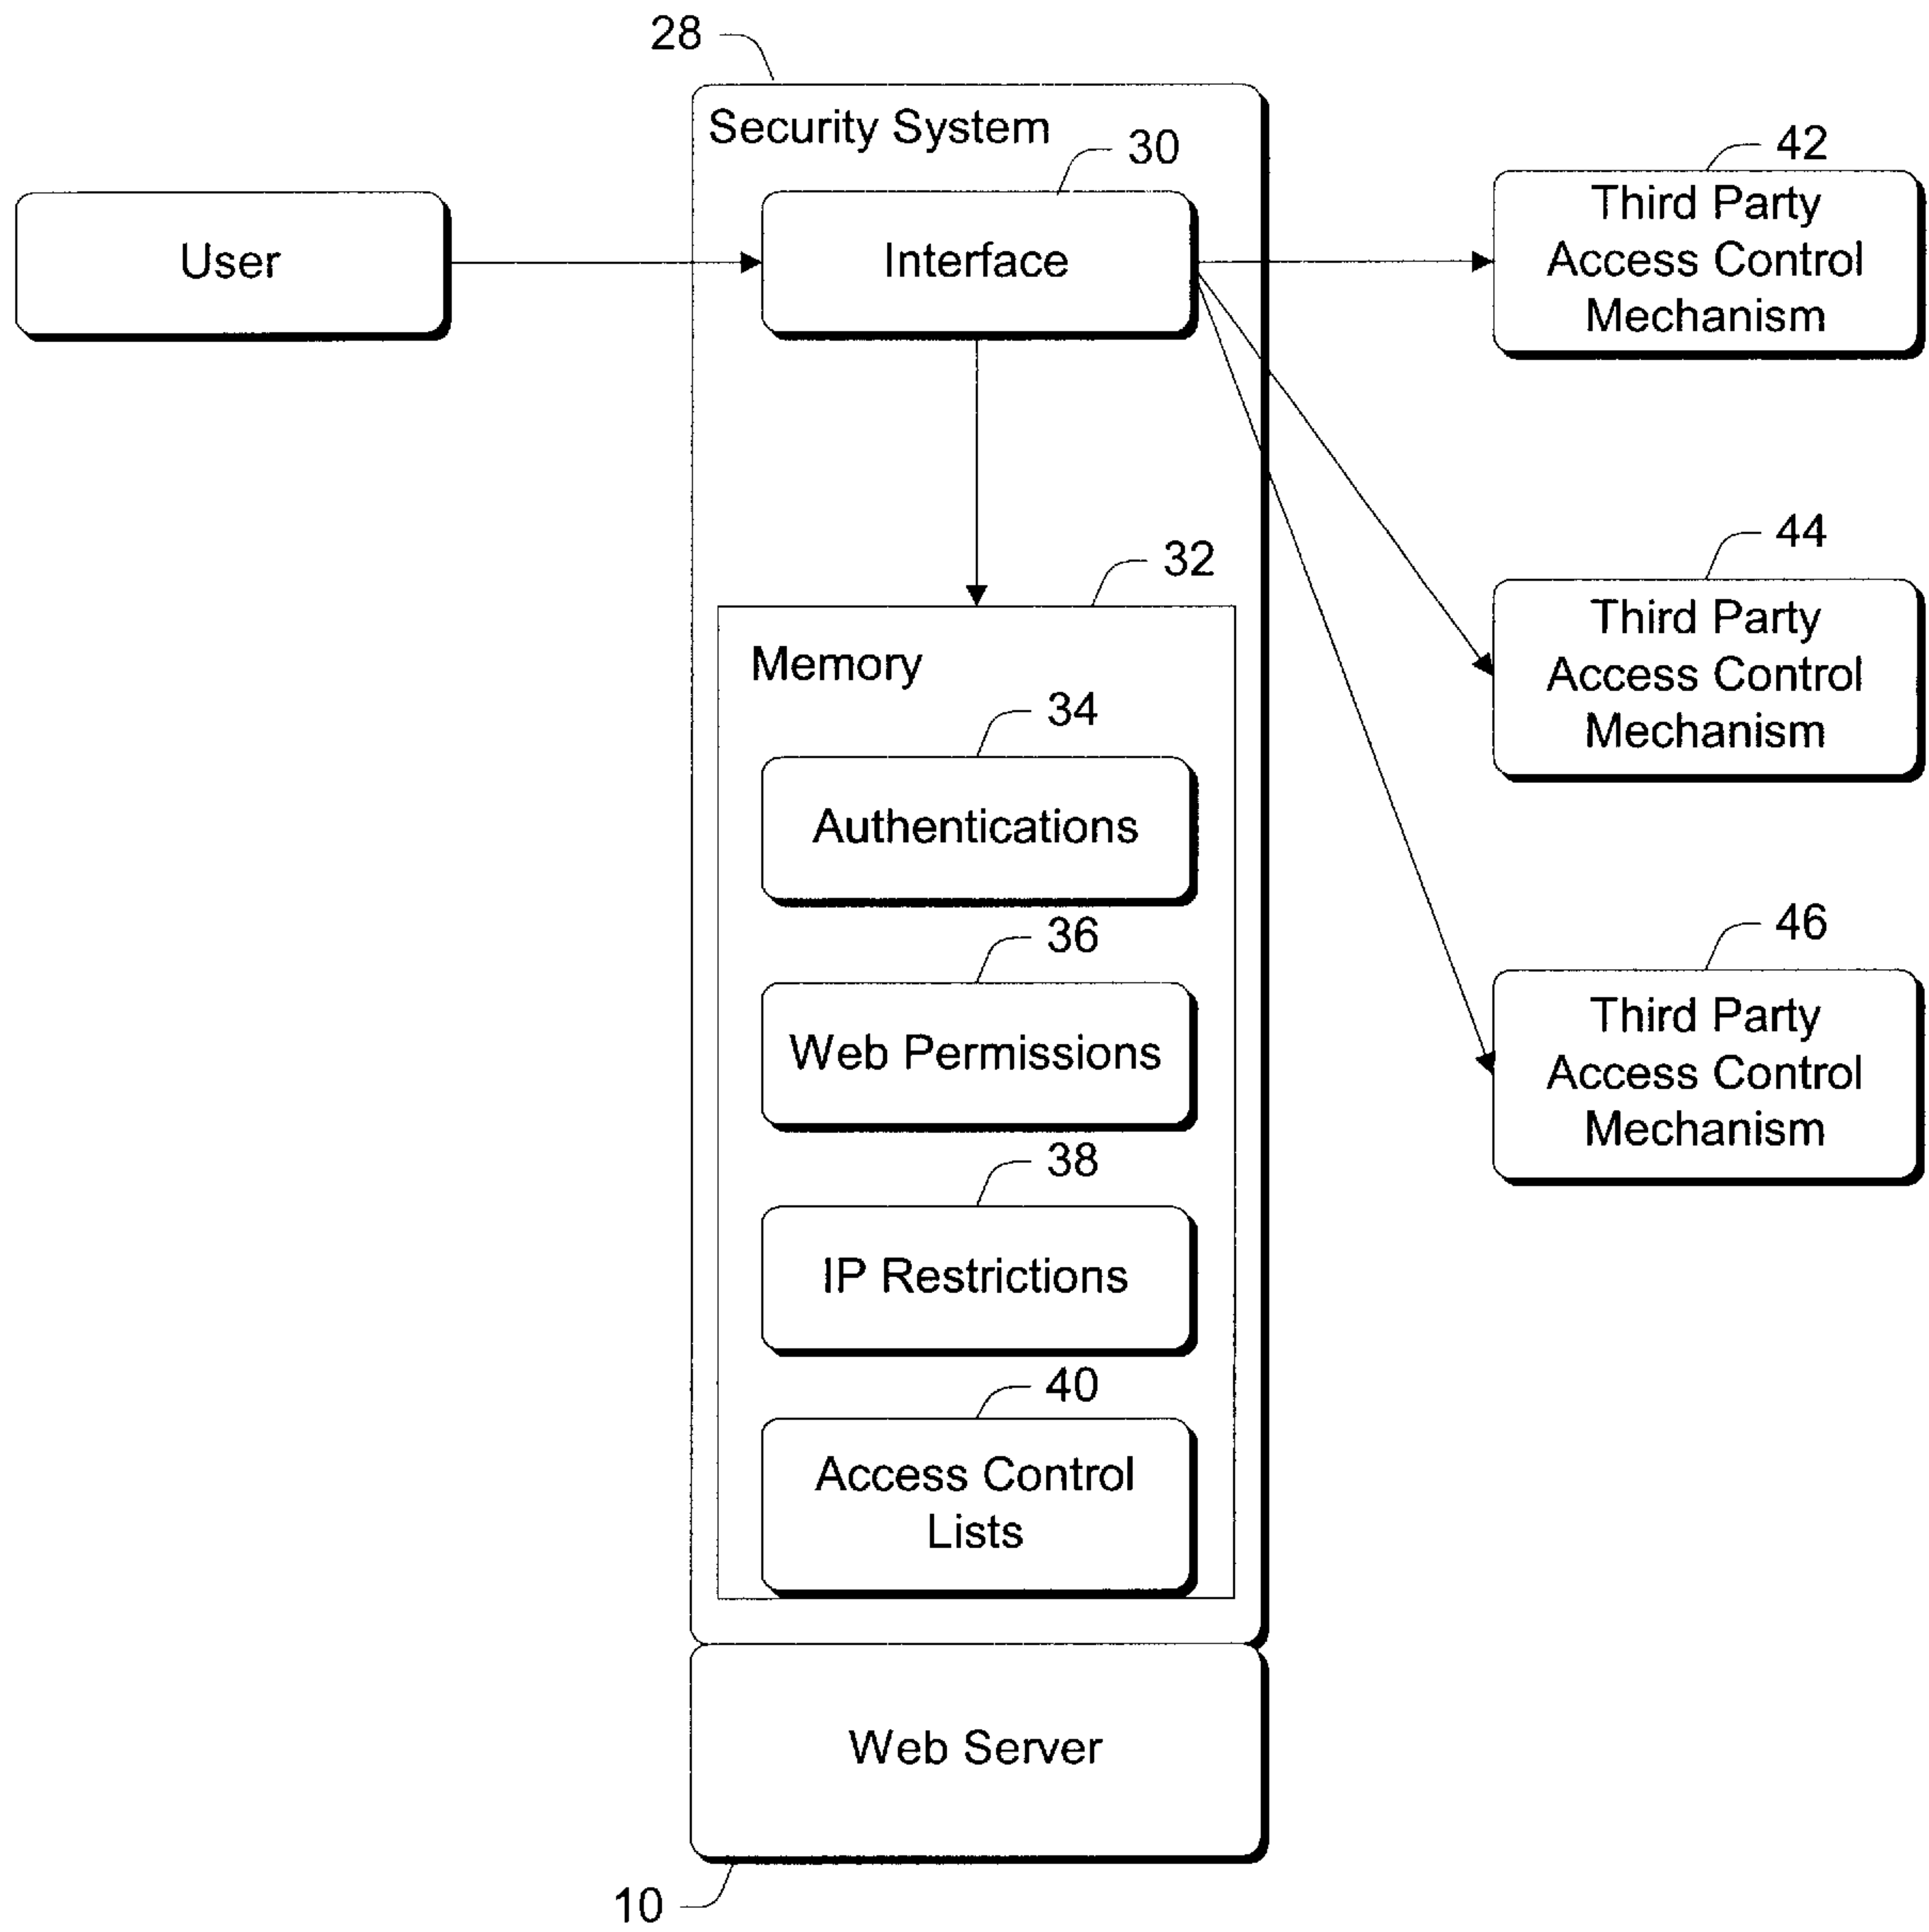 28
Security System
30
42
User
Interface
Third Party
Access Control
Mechanism
44
Third Party
Access Control
Mechanism
32
Memory
34
Authentications
46
Third Party
Access Control
Mechanism
36
Web Permissions
38
IP Restrictions
40
Access Control
Lists
Web Server
10